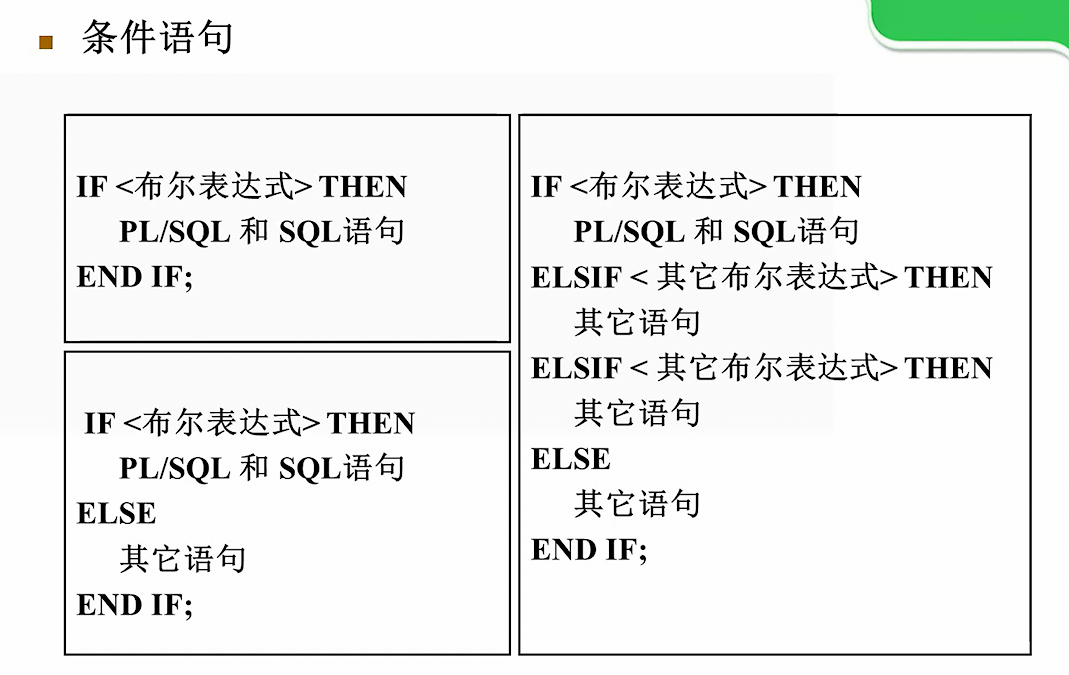 条件语句
IF <布尔表达式> THEN
PL/SQL 和 SQL语句
END IF;
IF <布尔表达式> THEN
PL/SQL 和 SQL语句
ELSE
其它语句
END IF;
IF <布尔表达式> THEN
PL/SQL 和 SQL语句
ELSIF < 其它布尔表达式> THEN
其它语句
ELSIF < 其它布尔表达式> THEN
其它语句
ELSE
其它语句
END IF;